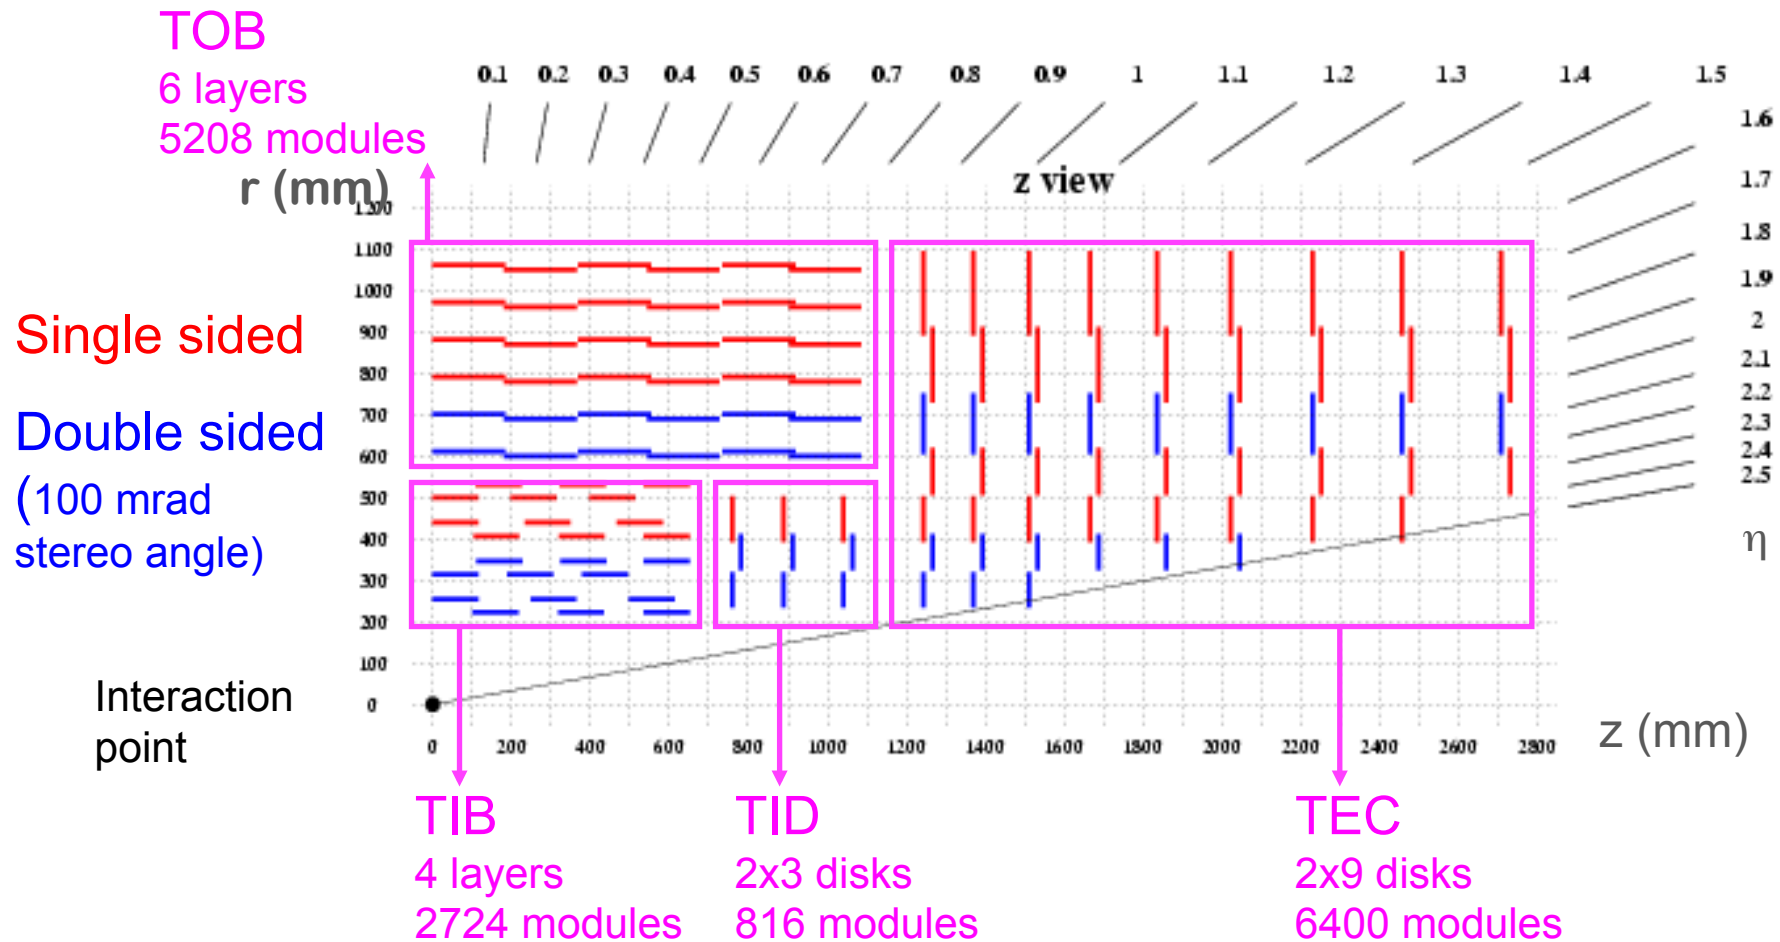 TOB
6 layers
5208 modules
0.1 0.2 0.3 0.4 0.5 0.6 0.7 0.8 0.9 1 1.1 1.2 1.3 1.4 1.5
1.6
1.7
1.8
1.9
2
2.1
2.2
2.3
2.4
2.5
η
r (mm)
z view
1200
1100
1000
900
800
700
600
500
400
300
200
100
0
Single sided
Double sided
(100 mrad
stereo angle)
Interaction
point
0 200 400 600 800 1000 1200 1400 1600 1800 2000 2200 2400 2600 2800
z (mm)
TIB
4 layers
2724 modules
TID
2x3 disks
816 modules
TEC
2x9 disks
6400 modules